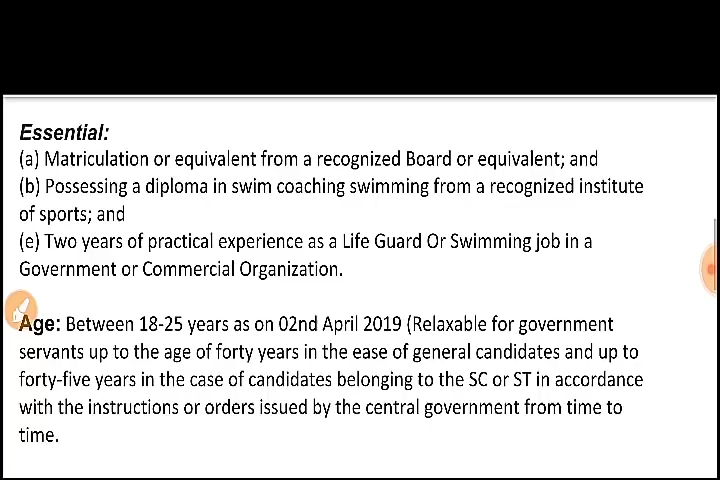 Essential:
(a) Matriculation or equivalent from a recognized Board or equivalent; and
(b) Possessing a diploma in swim coaching swimming from a recognized institute
of sports; and
(e) Two years of practical experience as a Life Guard Or Swimming job in a
Government or Commercial Organization.
Age: Between 18-25 years as on 02nd April 2019 (Relaxable for government
servants up to the age of forty years in the ease of general candidates and up to
forty-five years in the case of candidates belonging to the SC or ST in accordance
with the instructions or orders issued by the central government from time to
time.